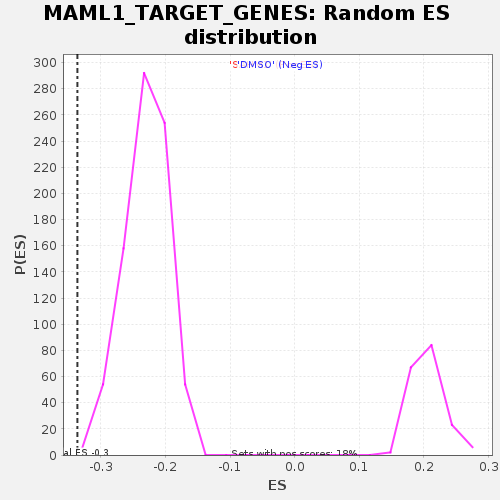 MAML1_TARGET_GENES: Random ES
distribution
'DMSO' (Neg ES)
300
280
260
240
220
200
180
160
140
120
100
80
60
40
20
0
P(ES)
al ES -0.3
Sets with pos scores: 18%
-0.3 -0.2 -0.1 0.0 0.1 0.2 0.3
ES